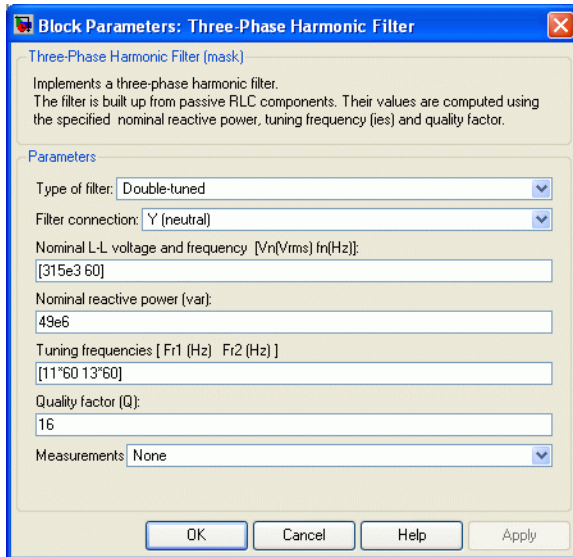 Block Parameters: Three-Phase Harmonic Filter
Three-Phase Harmonic Filter (mask)
Implements a three-phase harmonic filter.
The filter is built up from passive RLC components. Their values are computed using
the specified nominal reactive power, tuning frequency (ies) and quality factor.
Parameters
Type of filter: Double-tuned
Filter connection: Y (neutral)
Nominal L-L voltage and frequency [Vn(Vrms) fn(Hz)]:
[315e3 60]
Nominal reactive power (var):
49e6
Tuning frequencies [ Fr1 (Hz) Fr2 (Hz) ]
[11*60 13*60]
Quality factor (Q):
16
Measurements None
OK Cancel Help Apply